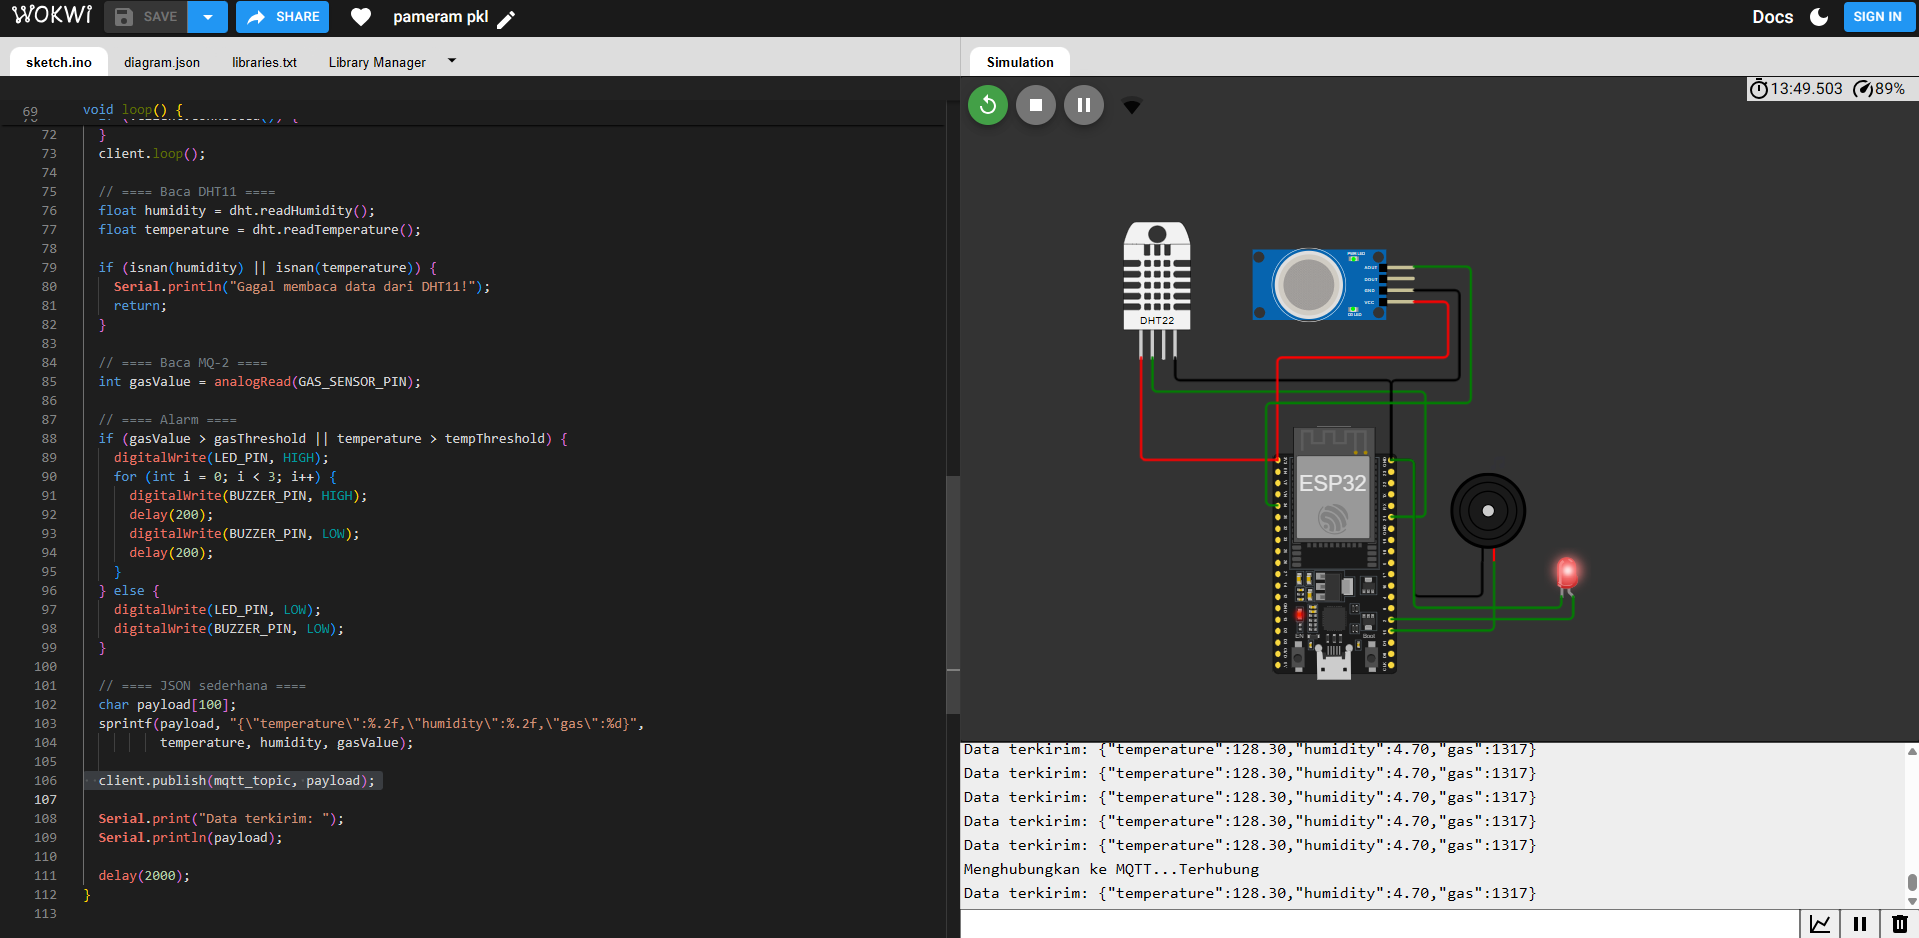 WOKWI
SAVE
SHARE
pameram pkl
Docs
SIGN IN
sketch.ino
diagram.json
libraries.txt
Library Manager
Simulation
13:49.503
89%
69 void loop() {
72 }
73 client.loop();
74
75 // ==== Baca DHT11 ====
76 float humidity = dht.readHumidity();
77 float temperature = dht.readTemperature();
78
79 if (isnan(humidity) || isnan(temperature)) {
80 Serial.println("Gagal membaca data dari DHT11!");
81 return;
82 }
83
84 // ==== Baca MQ-2 ====
85 int gasValue = analogRead(GAS_SENSOR_PIN);
86
87 // ==== Alarm ====
88 if (gasValue > gasThreshold || temperature > tempThreshold) {
89 digitalWrite(LED_PIN, HIGH);
90 for (int i = 0; i < 3; i++) {
91 digitalWrite(BUZZER_PIN, HIGH);
92 delay(200);
93 digitalWrite(BUZZER_PIN, LOW);
94 delay(200);
95 }
96 } else {
97 digitalWrite(LED_PIN, LOW);
98 digitalWrite(BUZZER_PIN, LOW);
99 }
100
101 // ==== JSON sederhana ====
102 char payload[100];
103 sprintf(payload, "{\"temperature\":%.2f,\"humidity\":%.2f,\"gas\":%d}",
104 temperature, humidity, gasValue);
105
106 client.publish(mqtt_topic, payload);
107
108 Serial.print("Data terkirim: ");
109 Serial.println(payload);
110
111 delay(2000);
112 }
113
DHT22
PWR LED
AOUT
DOUT
GND
VCC
D0 LED
ESP32
EN
Boot
Data terkirim: {"temperature":128.30,"humidity":4.70,"gas":1317}
Data terkirim: {"temperature":128.30,"humidity":4.70,"gas":1317}
Data terkirim: {"temperature":128.30,"humidity":4.70,"gas":1317}
Data terkirim: {"temperature":128.30,"humidity":4.70,"gas":1317}
Data terkirim: {"temperature":128.30,"humidity":4.70,"gas":1317}
Menghubungkan ke MQTT...Terhubung
Data terkirim: {"temperature":128.30,"humidity":4.70,"gas":1317}